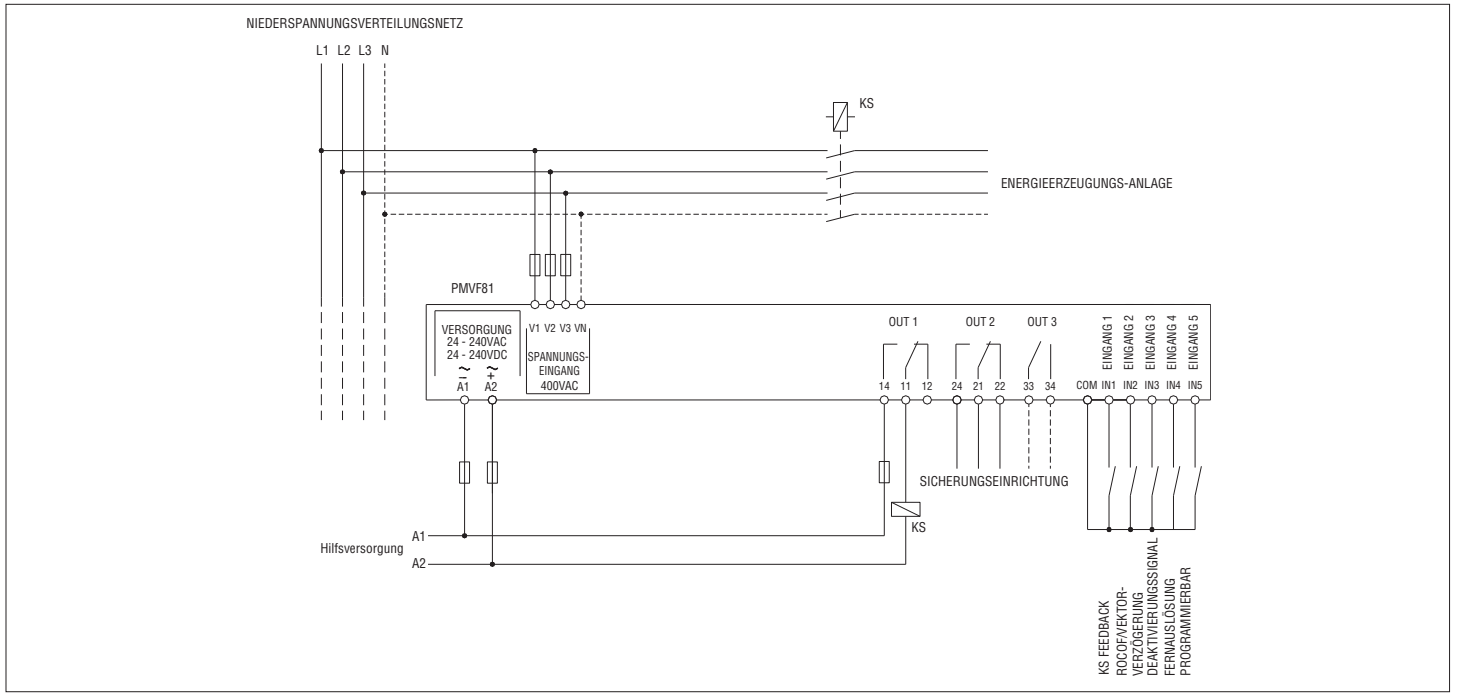 NIEDERSPANNUNGSVERTEILUNGSNETZ
L1 L2 L3 N
KS
ENERGIEERZEUGUNGS-ANLAGE
PMVF81
VERSORGUNG
24 - 240VAC
24 - 240VDC
~ ~
– +
A1 A2
V1 V2 V3 VN
SPANNUNGS-
EINGANG
400VAC
OUT 1
14 11 12
OUT 2
24 21 22
OUT 3
33 34
EINGANG 1
EINGANG 2
EINGANG 3
EINGANG 4
EINGANG 5
COM IN1 IN2 IN3 IN4 IN5
SICHERUNGSEINRICHTUNG
KS
Hilfsversorgung
A1
A2
KS FEEDBACK
ROCOF/VEKTOR-
VERZÖGERUNG
DEAKTIVIERUNGSSIGNAL
FERNAUSLÖSUNG
PROGRAMMIERBAR